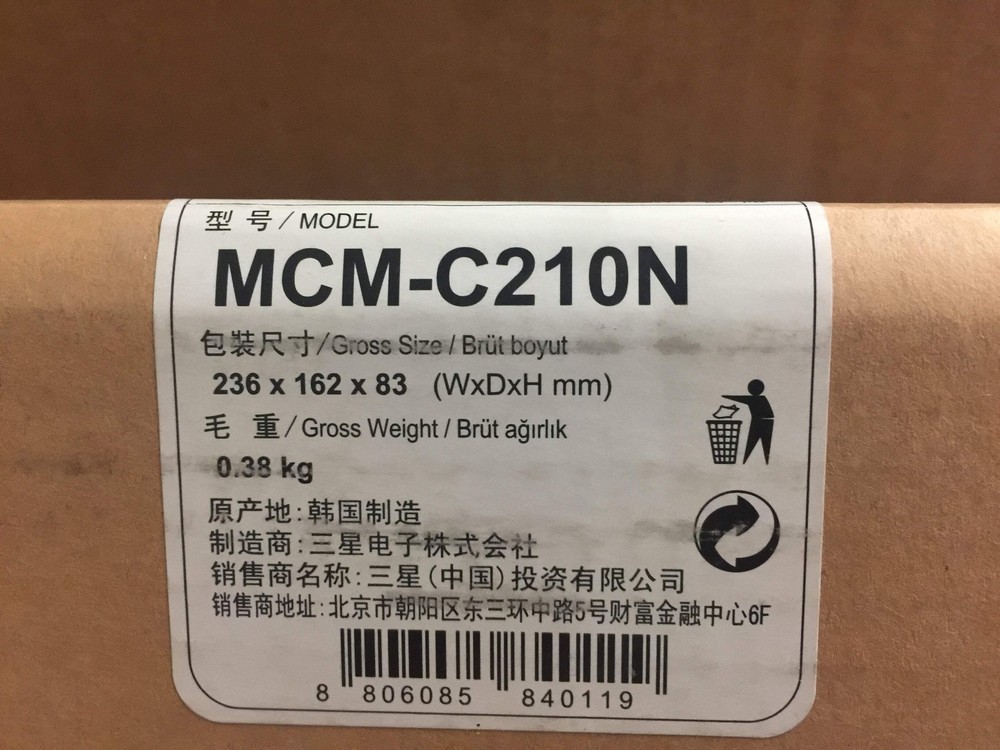 型 号 / MODEL
MCM-C210N
包装尺寸/Gross Size / Brüt boyut
236 x 162 x 83 (WxDxH mm)
毛 重/Gross Weight / Brüt ağırlık
0.38 kg
原产地:韩国制造
制造商:三星电子株式会社
销售商名称:三星(中国)投资有限公司
销售商地址:北京市朝阳区东三环中路5号财富金融中心6F
8 806085 840119